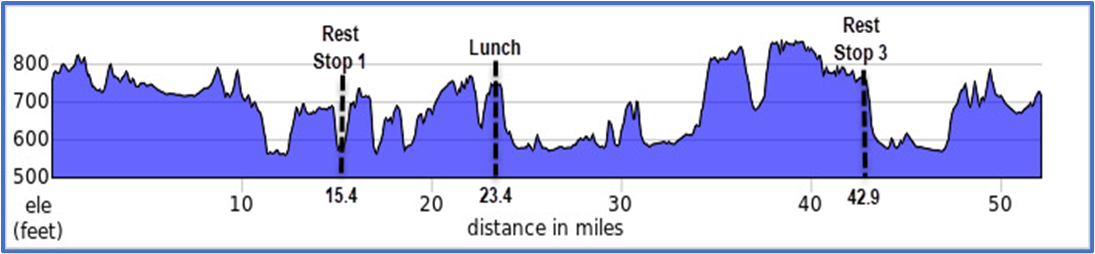 Rest
Stop 1
Lunch
Rest
Stop 3
800
700
600
500
ele
(feet)
10
15.4
20
23.4
30
40
42.9
50
distance in miles